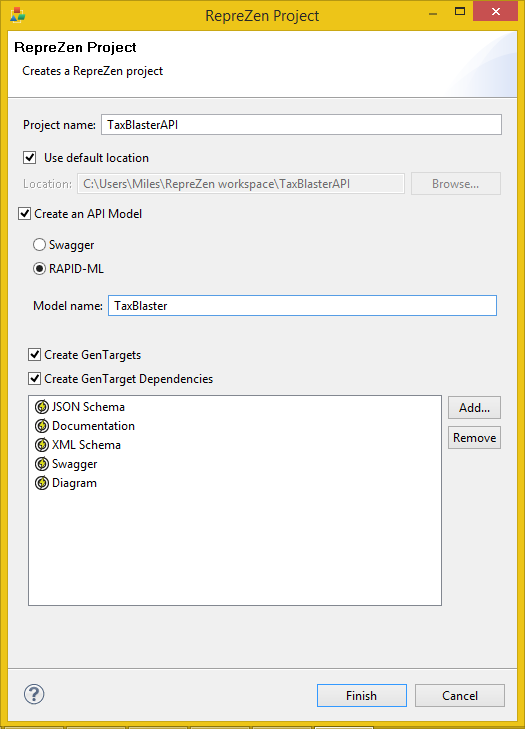 RepreZen Project
RepreZen Project
Creates a RepreZen project
Project name: TaxBlasterAPI
Use default location
Location: C:\Users\Miles\RepreZen workspace\TaxBlasterAPI Browse...
Create an API Model
Swagger
RAPID-ML
Model name: TaxBlaster
Create GenTargets
Create GenTarget Dependencies
JSON Schema Add...
Documentation
XML Schema Remove
Swagger
Diagram
? Finish Cancel